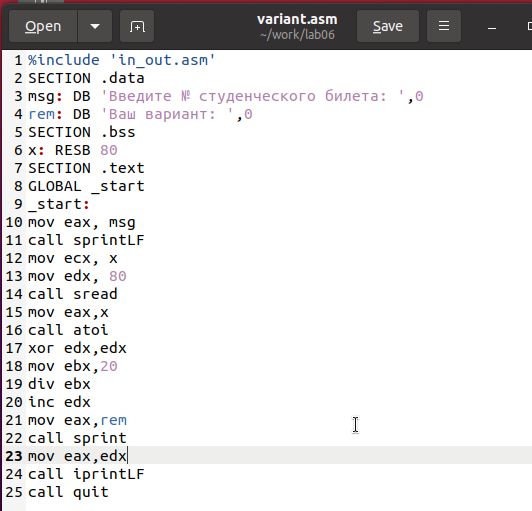 Open
variant.asm
~/work/lab06
Save
1 %include 'in_out.asm'
2 SECTION .data
3 msg: DB 'Введите № студенческого билета: ',0
4 rem: DB 'Ваш вариант: ',0
5 SECTION .bss
6 x: RESB 80
7 SECTION .text
8 GLOBAL _start
9 _start:
10 mov eax, msg
11 call sprintLF
12 mov ecx, x
13 mov edx, 80
14 call sread
15 mov eax,x
16 call atoi
17 xor edx,edx
18 mov ebx,20
19 div ebx
20 inc edx
21 mov eax,rem
22 call sprint
23 mov eax,edx
24 call iprintLF
25 call quit